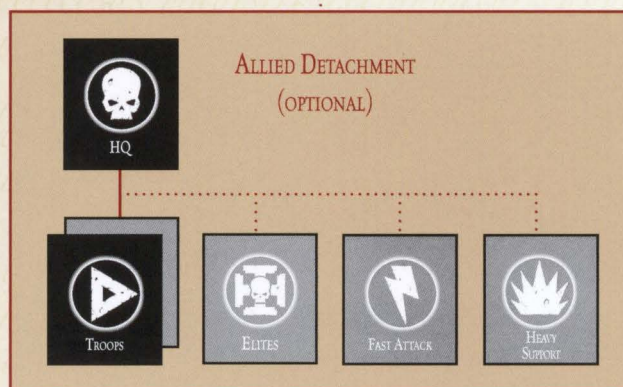 Allied Detachment
(optional)
HQ
Troops
Elites
Fast Attack
Heavy
Support